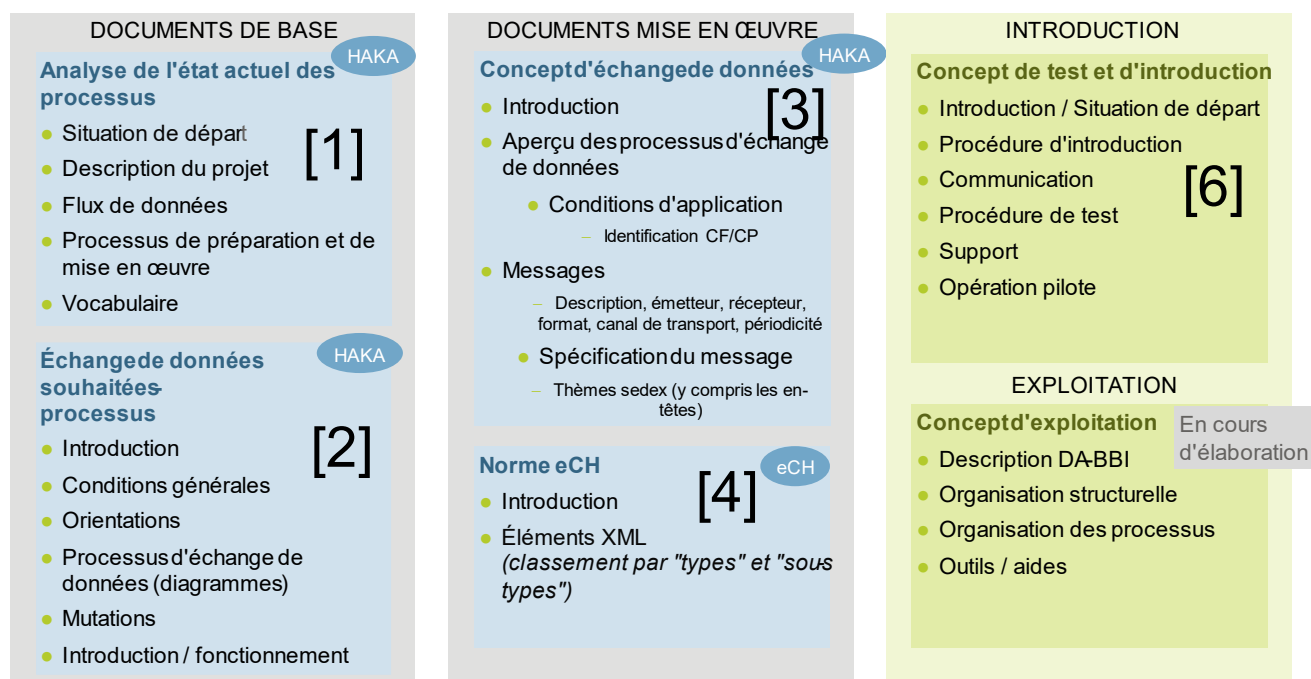 DOCUMENTS DE BASE
HAKA
Analyse de l'état actuel des
processus
[1]
Situation de départ
Description du projet
Flux de données
Processus de préparation et de
mise en œuvre
Vocabulaire
Échangede données
souhaitées-
processus
HAKA
[2]
Introduction
Conditions générales
Orientations
Processus d'échange de
données (diagrammes)
Mutations
Introduction / fonctionnement
DOCUMENTS MISE EN ŒUVRE
HAKA
Conceptd'échangede données
[3]
Introduction
Aperçu desprocessusd'échange
de données
Conditions d'application
– Identification CF/CP
Messages
– Description, émetteur, récepteur,
format, canal de transport, périodicité
Spécification du message
– Thèmes sedex (y compris les en-
têtes)
Norme eCH
eCH
[4]
Introduction
Éléments XML
(classement par "types" et "sous-
types")
INTRODUCTION
Concept de test et d'introduction
Introduction / Situation de départ
Procédure d'introduction
Communication
[6]
Procédure de test
Support
Opération pilote
EXPLOITATION
Conceptd'exploitation
En cours
d'élaboration
Description DA-BBI
Organisation structurelle
Organisation des processus
Outils / aides